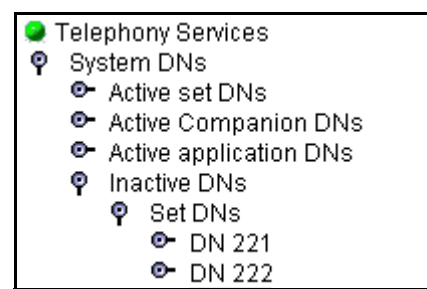 Telephony Services
System DNs
Active set DNs
Active Companion DNs
Active application DNs
Inactive DNs
Set DNs
DN 221
DN 222